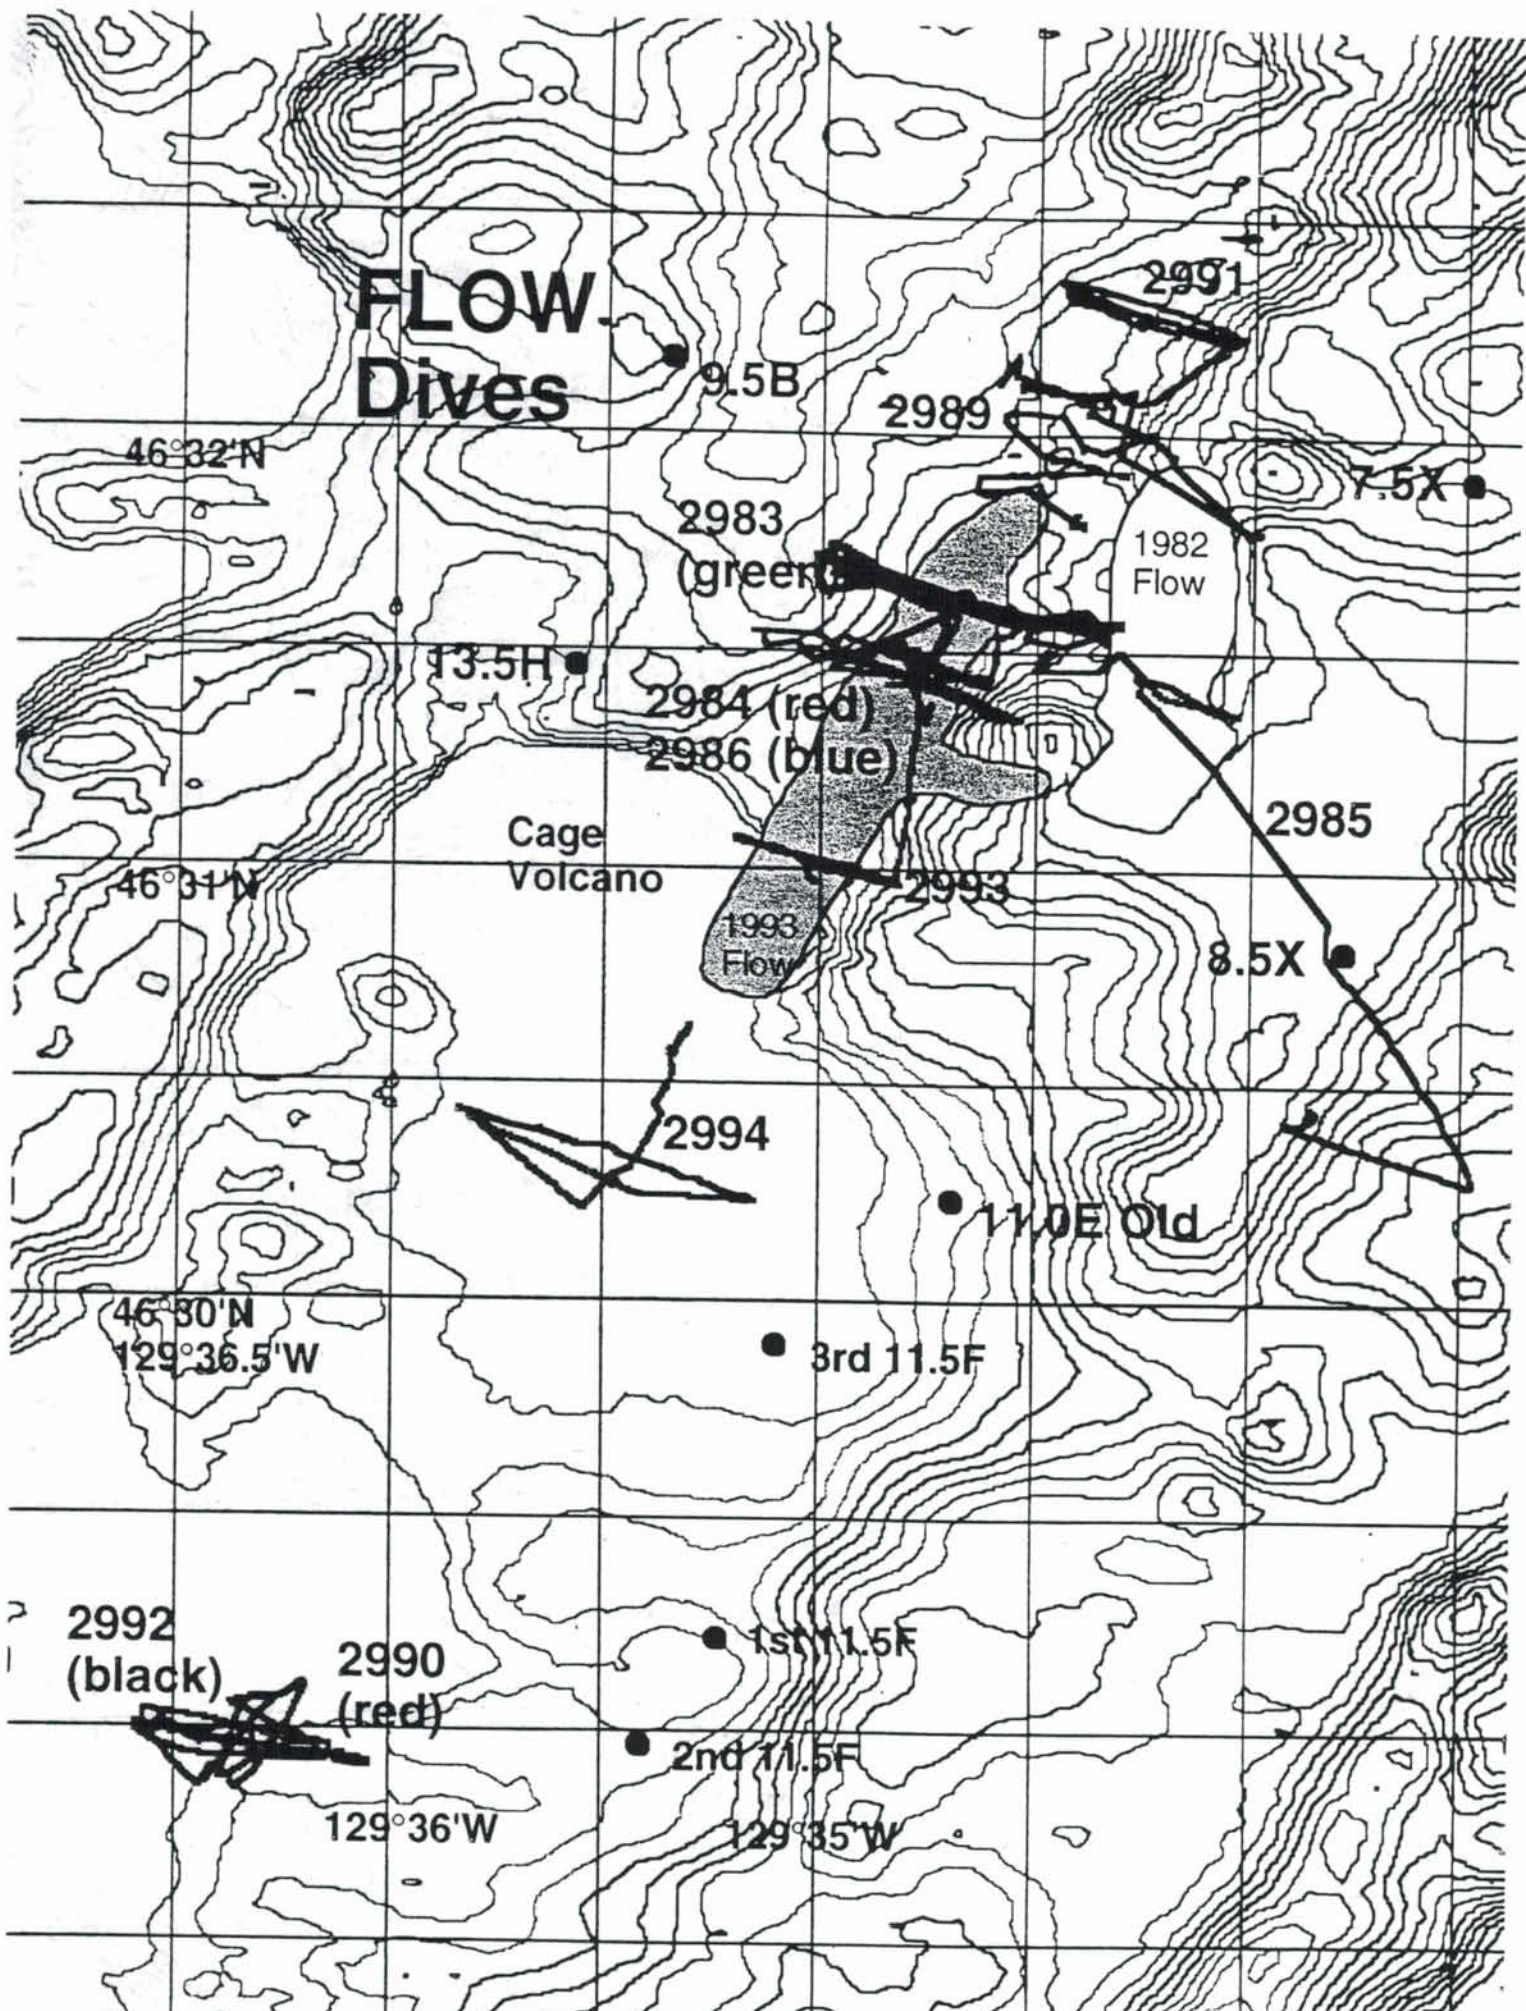 2991
FLOW
Dives
9.5B
2989
46°32'N
7.5X
2983
(green)
1982
Flow
13.5H
2984 (red)
2986 (blue)
Cage
Volcano
2985
46°31'N
2993
1993
Flow
8.5X
2994
11.0E Old
46°30'N
129°36.5'W
3rd 11.5F
2992
(black)
2990
(red)
1st 11.5F
2nd 11.5F
129°36'W
129°35'W